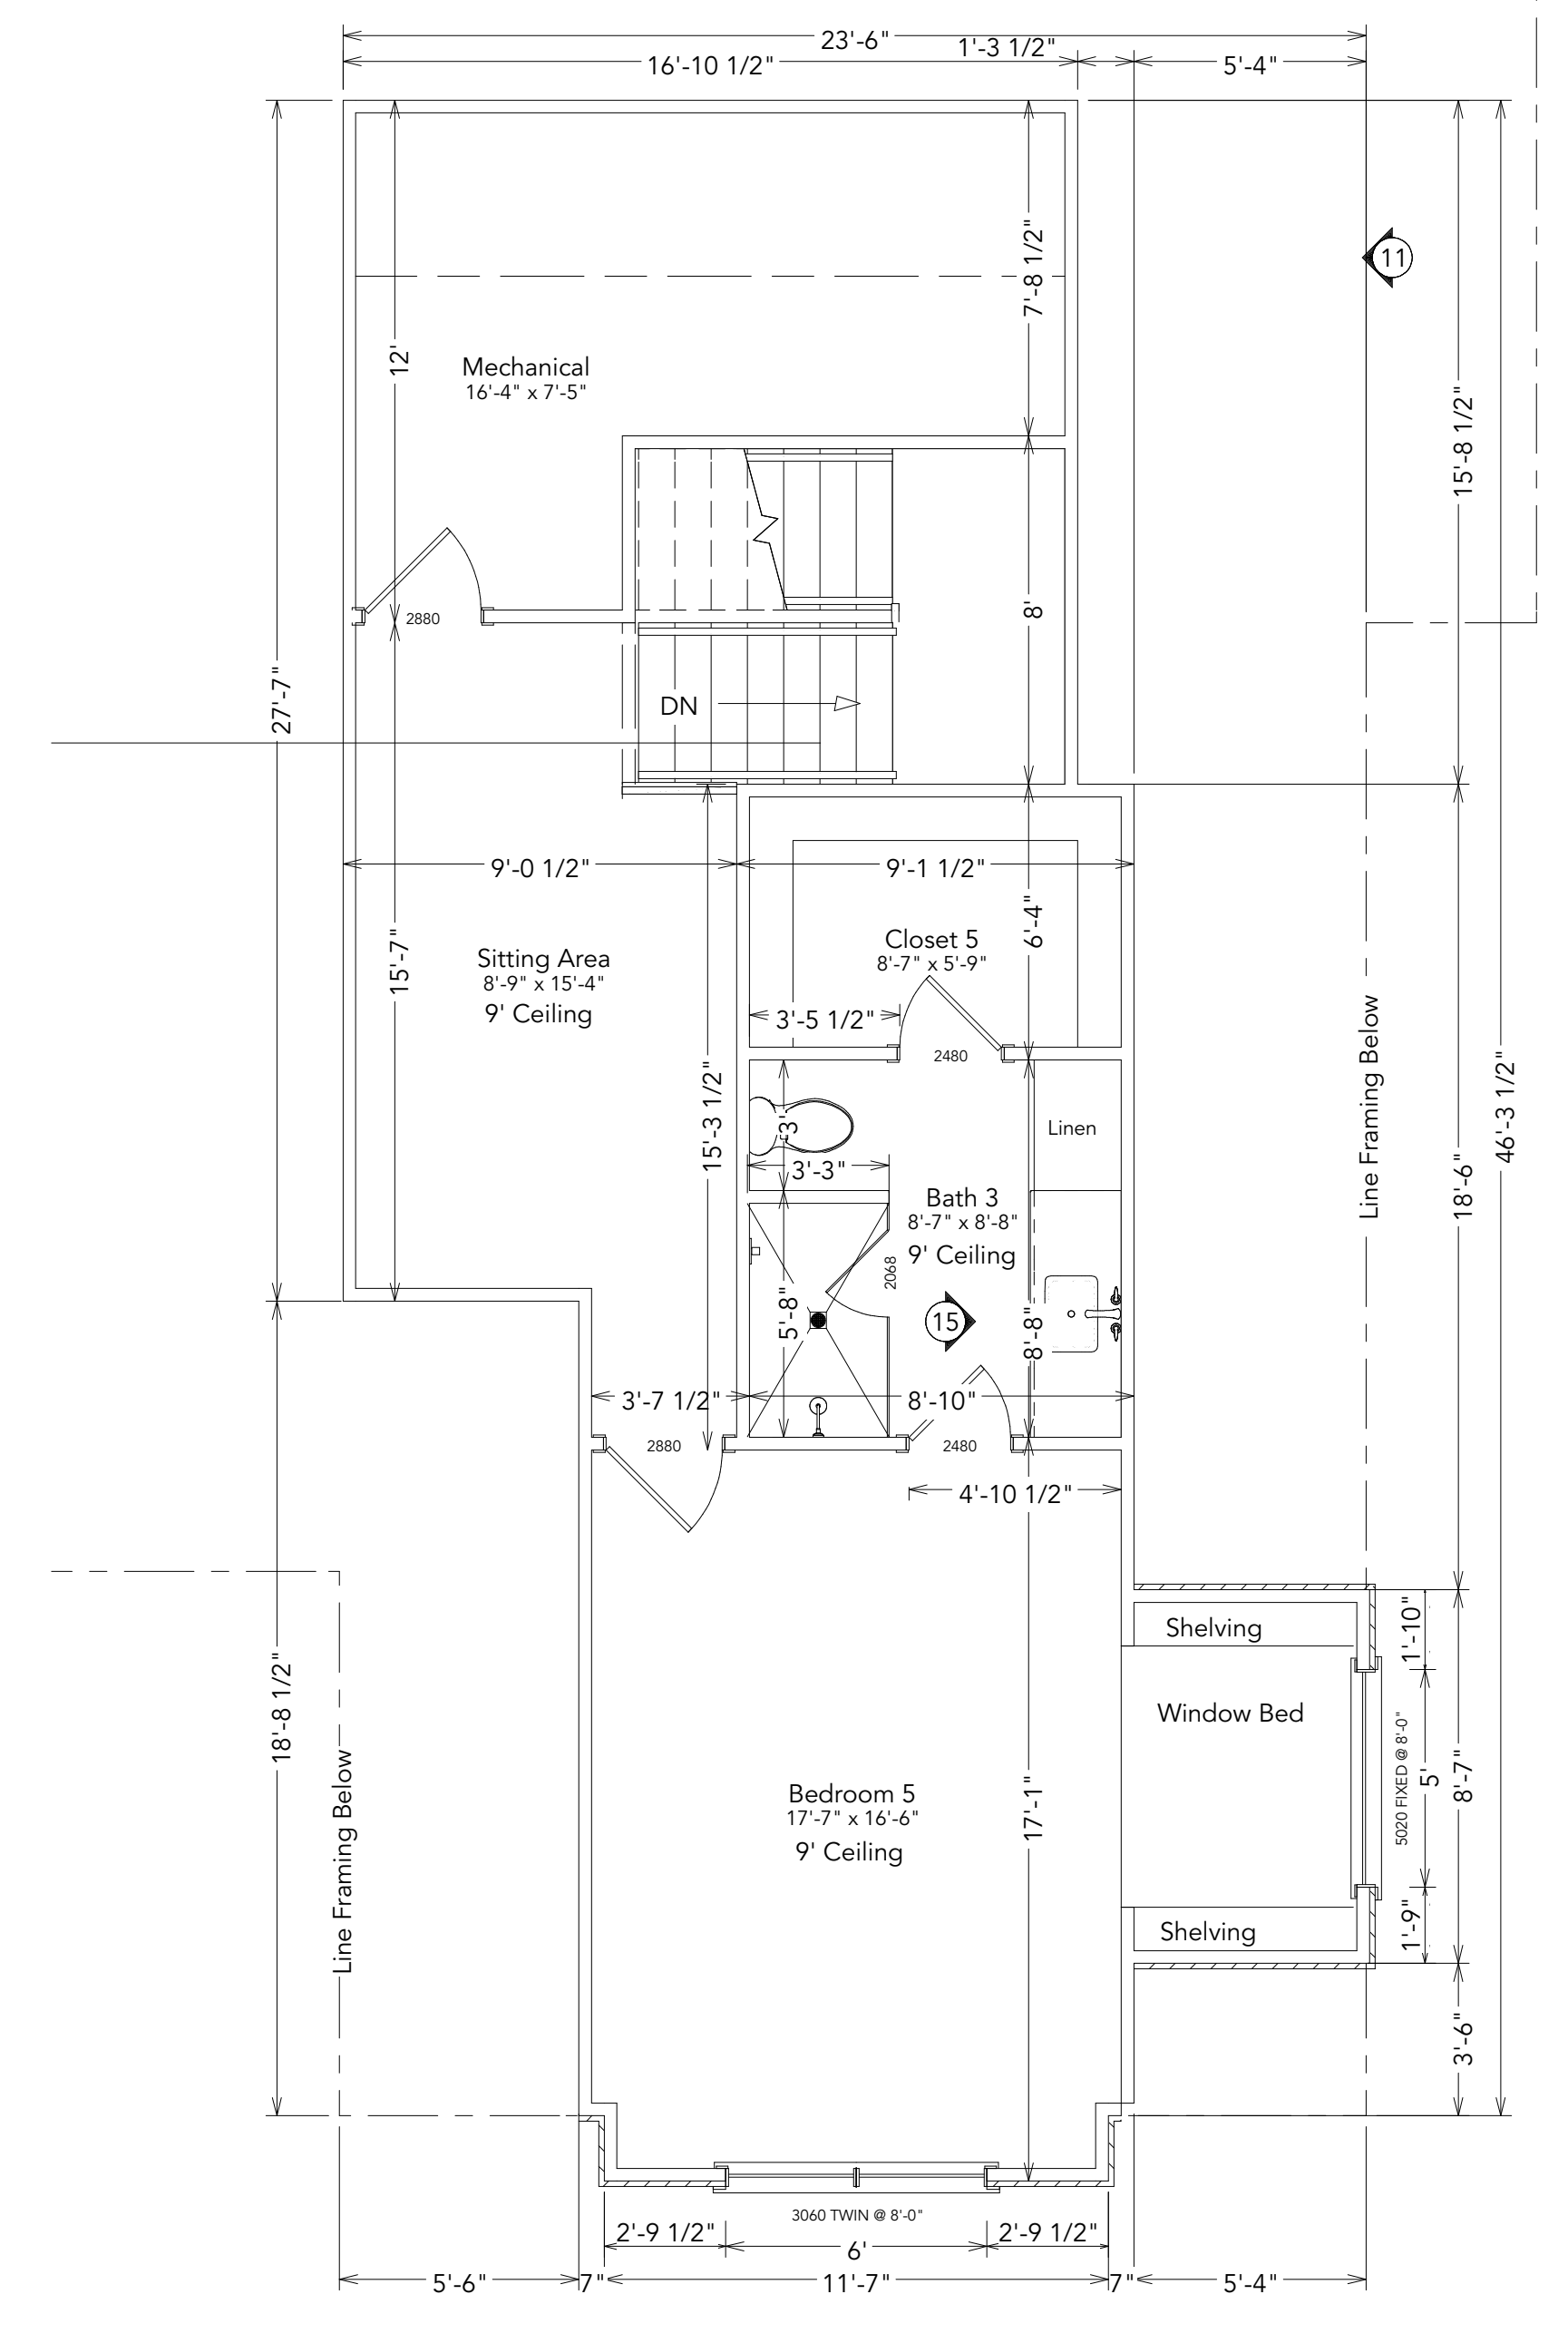 23'-6"
1'-3 1/2"
16'-10 1/2"
5'-4"
7'-8 1/2"
11
12'
Mechanical
16'-4" x 7'-5"
15'-8 1/2"
8'
2880
27'-7"
DN
9'-0 1/2"
9'-1 1/2"
6'-4"
Closet 5
8'-7" x 5'-9"
15'-7"
Sitting Area
8'-9" x 15'-4"
9' Ceiling
3'-5 1/2"
2480
Line Framing Below
46'-3 1/2"
15'-3 1/2"
3'
Linen
3'-3"
Bath 3
8'-7" x 8'-8"
9' Ceiling
18'-6"
2068
5'-8"
15
8'-8"
3'-7 1/2"
8'-10"
2880
2480
4'-10 1/2"
1'-10"
Shelving
18'-8 1/2"
Window Bed
5020 FIXED @ 8'-0"
5'
8'-7"
Bedroom 5
17'-7" x 16'-6"
9' Ceiling
17'-1"
Line Framing Below
1'-9"
Shelving
3'-6"
3060 TWIN @ 8'-0"
2'-9 1/2"
6'
2'-9 1/2"
5'-6"
7"
11'-7"
7"
5'-4"